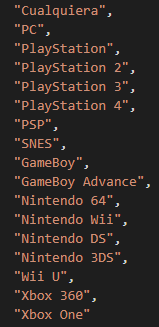 "Cualquiera",
"PC",
"PlayStation",
"PlayStation 2",
"PlayStation 3",
"PlayStation 4",
"PSP",
"SNES",
"GameBoy",
"GameBoy Advance",
"Nintendo 64",
"Nintendo Wii",
"Nintendo DS",
"Nintendo 3DS",
"Wii U",
"Xbox 360",
"Xbox One"